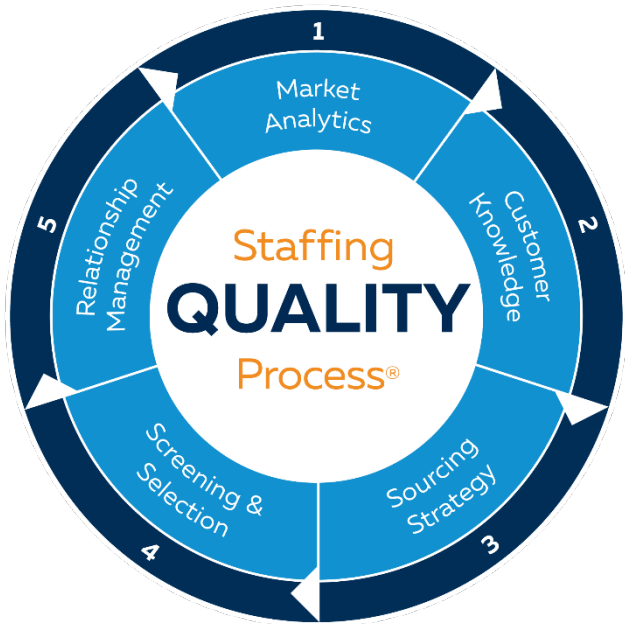 Staffing
QUALITY
Process®
1
Market
Analytics
2
Customer
Knowledge
3
Sourcing
Strategy
4
Screening &
Selection
5
Relationship
Management